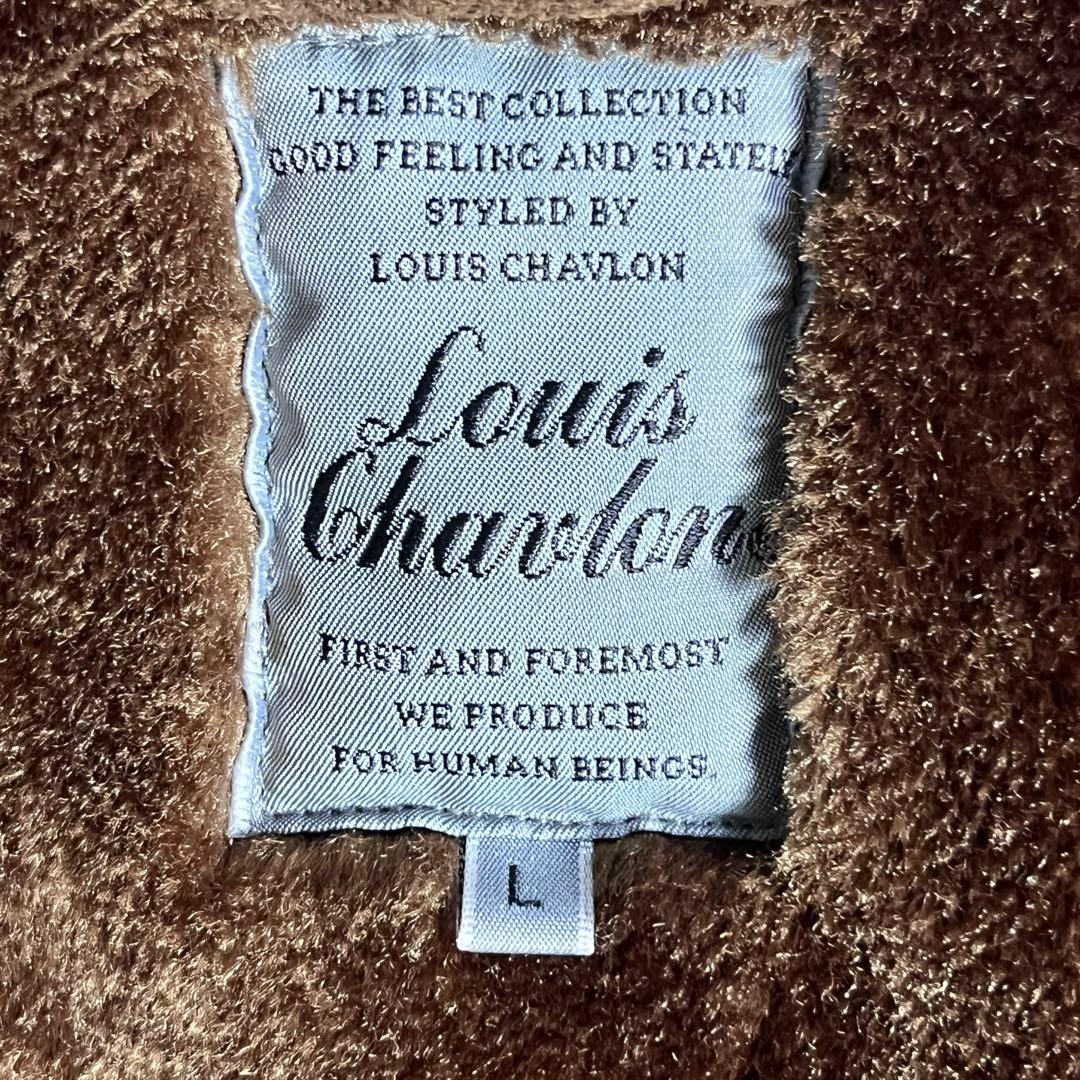 THE BEST COLLECTION
GOOD FEELING AND STATELY
STYLED BY
LOUIS CHAVLON
Louis
Chavlon
FIRST AND FOREMOST
WE PRODUCE
FOR HUMAN BEINGS.
L